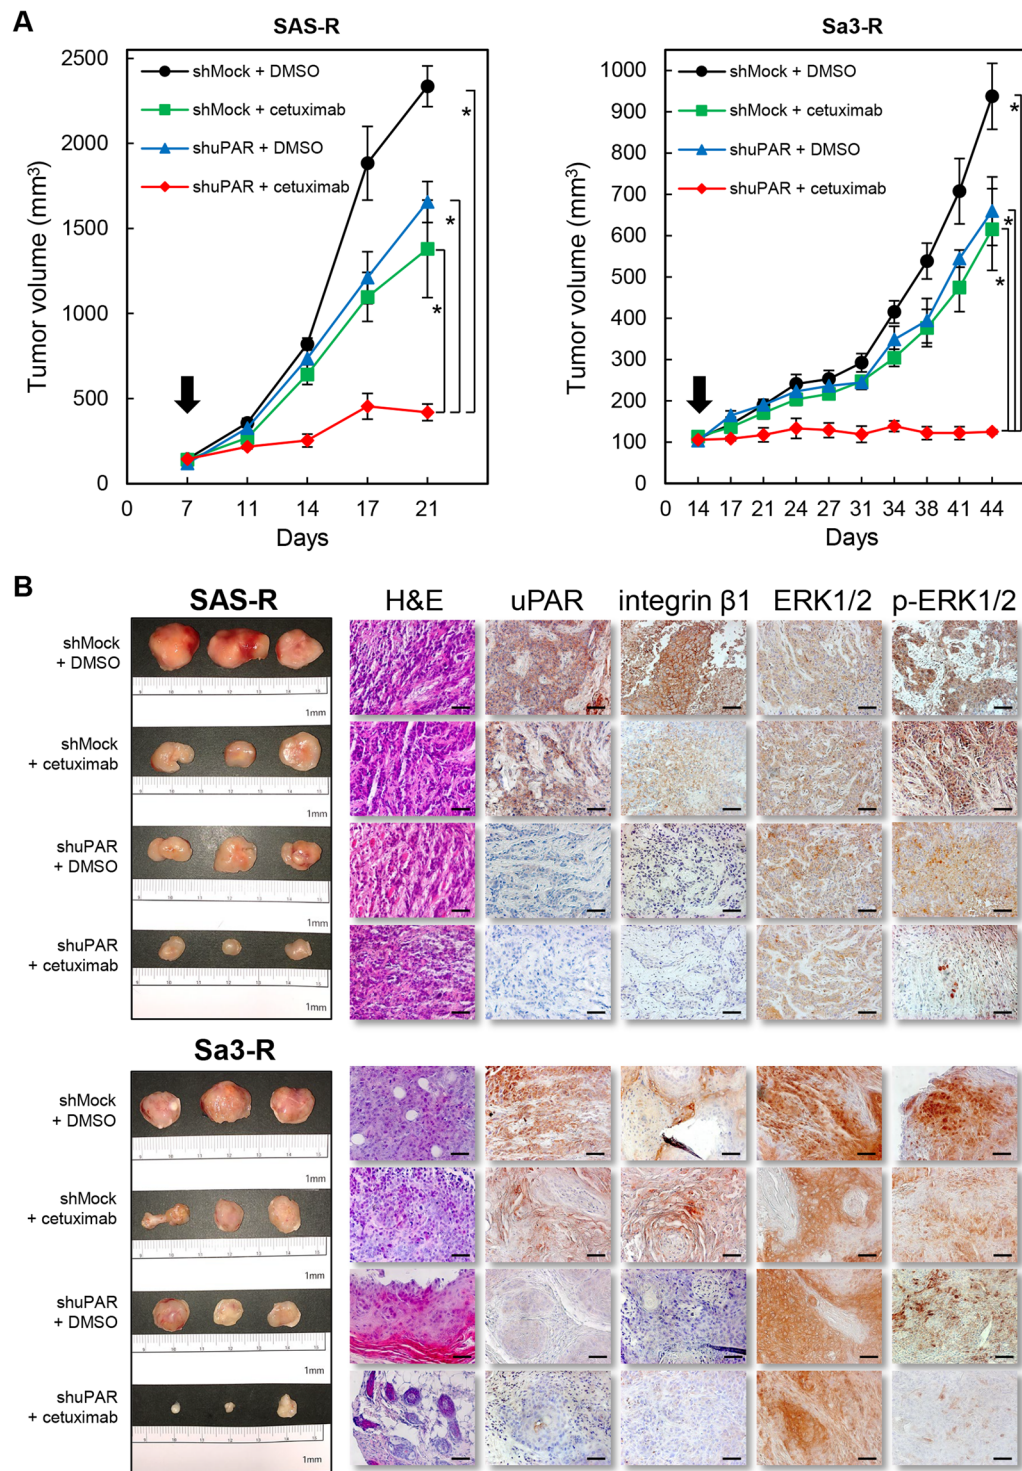 A
SAS-R
Tumor volume (mm³)
2500
2000
1500
1000
500
0
shMock + DMSO
shMock + cetuximab
shuPAR + DMSO
shuPAR + cetuximab
*
*
*
0 7 11 14 17 21
Days
Sa3-R
Tumor volume (mm³)
1000
900
800
700
600
500
400
300
200
100
0
shMock + DMSO
shMock + cetuximab
shuPAR + DMSO
shuPAR + cetuximab
*
*
*
0 14 17 21 24 27 31 34 38 41 44
Days
B
SAS-R H&E uPAR integrin β1 ERK1/2 p-ERK1/2
shMock
+ DMSO
1mm
shMock
+ cetuximab
1mm
shuPAR
+ DMSO
1mm
shuPAR
+ cetuximab
1mm
Sa3-R
shMock
+ DMSO
1mm
shMock
+ cetuximab
1mm
shuPAR
+ DMSO
1mm
shuPAR
+ cetuximab
1mm